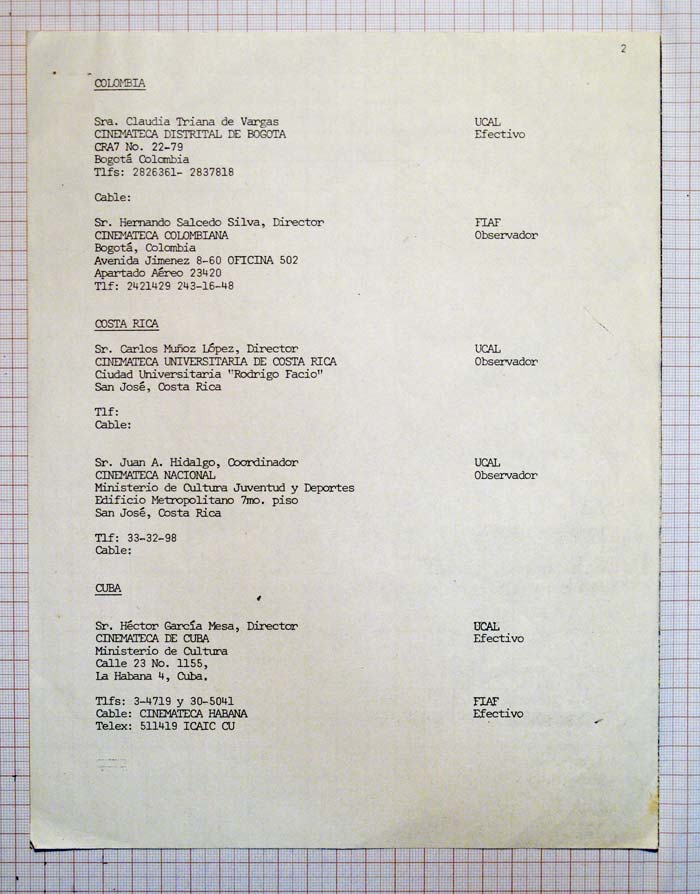 2
COLOMBIA
Sra. Claudia Triana de Vargas UCAL
CINEMATECA DISTRITAL DE BOGOTA Efectivo
CRA7 No. 22-79
Bogotá Colombia
Tlfs: 2826361- 2837818
Cable:
Sr. Hernando Salcedo Silva, Director FIAF
CINEMATECA COLOMBIANA Observador
Bogotá, Colombia
Avenida Jimenez 8-60 OFICINA 502
Apartado Aéreo 23420
Tlf: 2421429 243-16-48
COSTA RICA
Sr. Carlos Muñoz López, Director UCAL
CINEMATECA UNIVERSITARIA DE COSTA RICA Observador
Ciudad Universitaria "Rodrigo Facio"
San José, Costa Rica
Tlf:
Cable:
Sr. Juan A. Hidalgo, Coordinador UCAL
CINEMATECA NACIONAL Observador
Ministerio de Cultura Juventud y Deportes
Edificio Metropolitano 7mo. piso
San José, Costa Rica
Tlf: 33-32-98
Cable:
CUBA
Sr. Héctor García Mesa, Director UCAL
CINEMATECA DE CUBA Efectivo
Ministerio de Cultura
Calle 23 No. 1155,
La Habana 4, Cuba.
Tlfs: 3-4719 y 30-5041 FIAF
Cable: CINEMATECA HABANA Efectivo
Telex: 511419 ICAIC CU